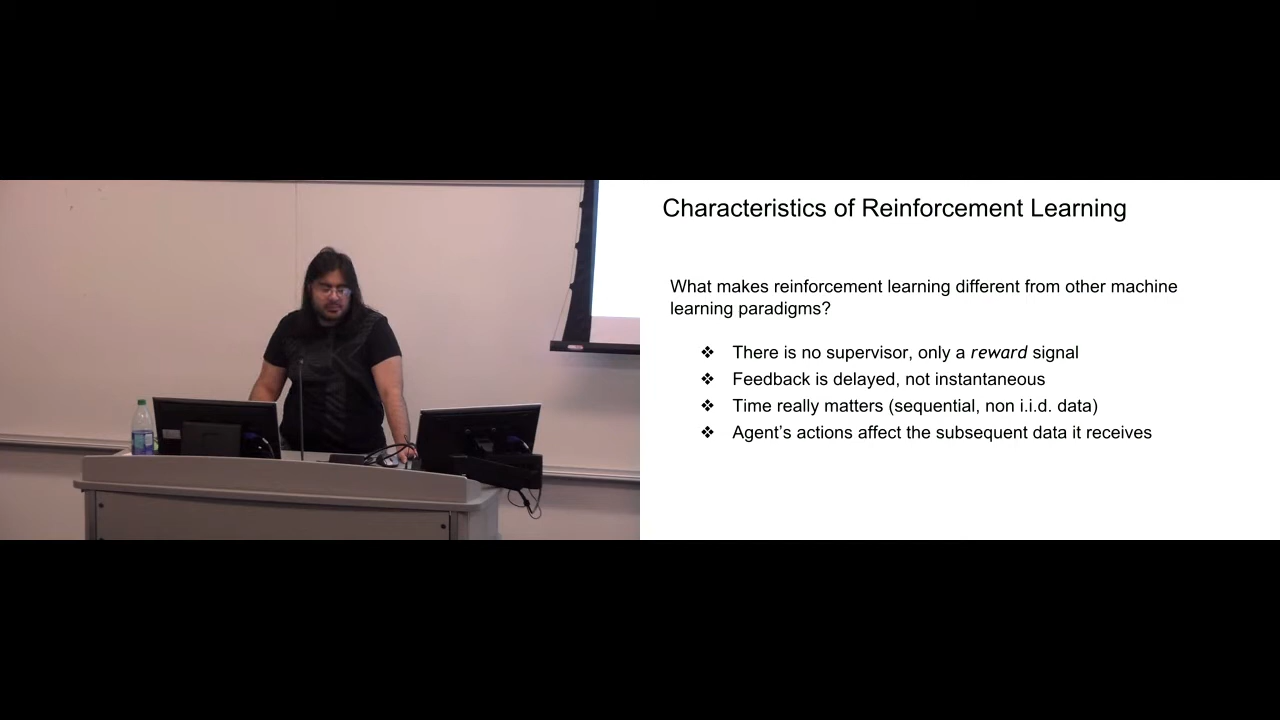 Characteristics of Reinforcement Learning
What makes reinforcement learning different from other machine
learning paradigms?
❖ There is no supervisor, only a reward signal
❖ Feedback is delayed, not instantaneous
❖ Time really matters (sequential, non i.i.d. data)
❖ Agent's actions affect the subsequent data it receives